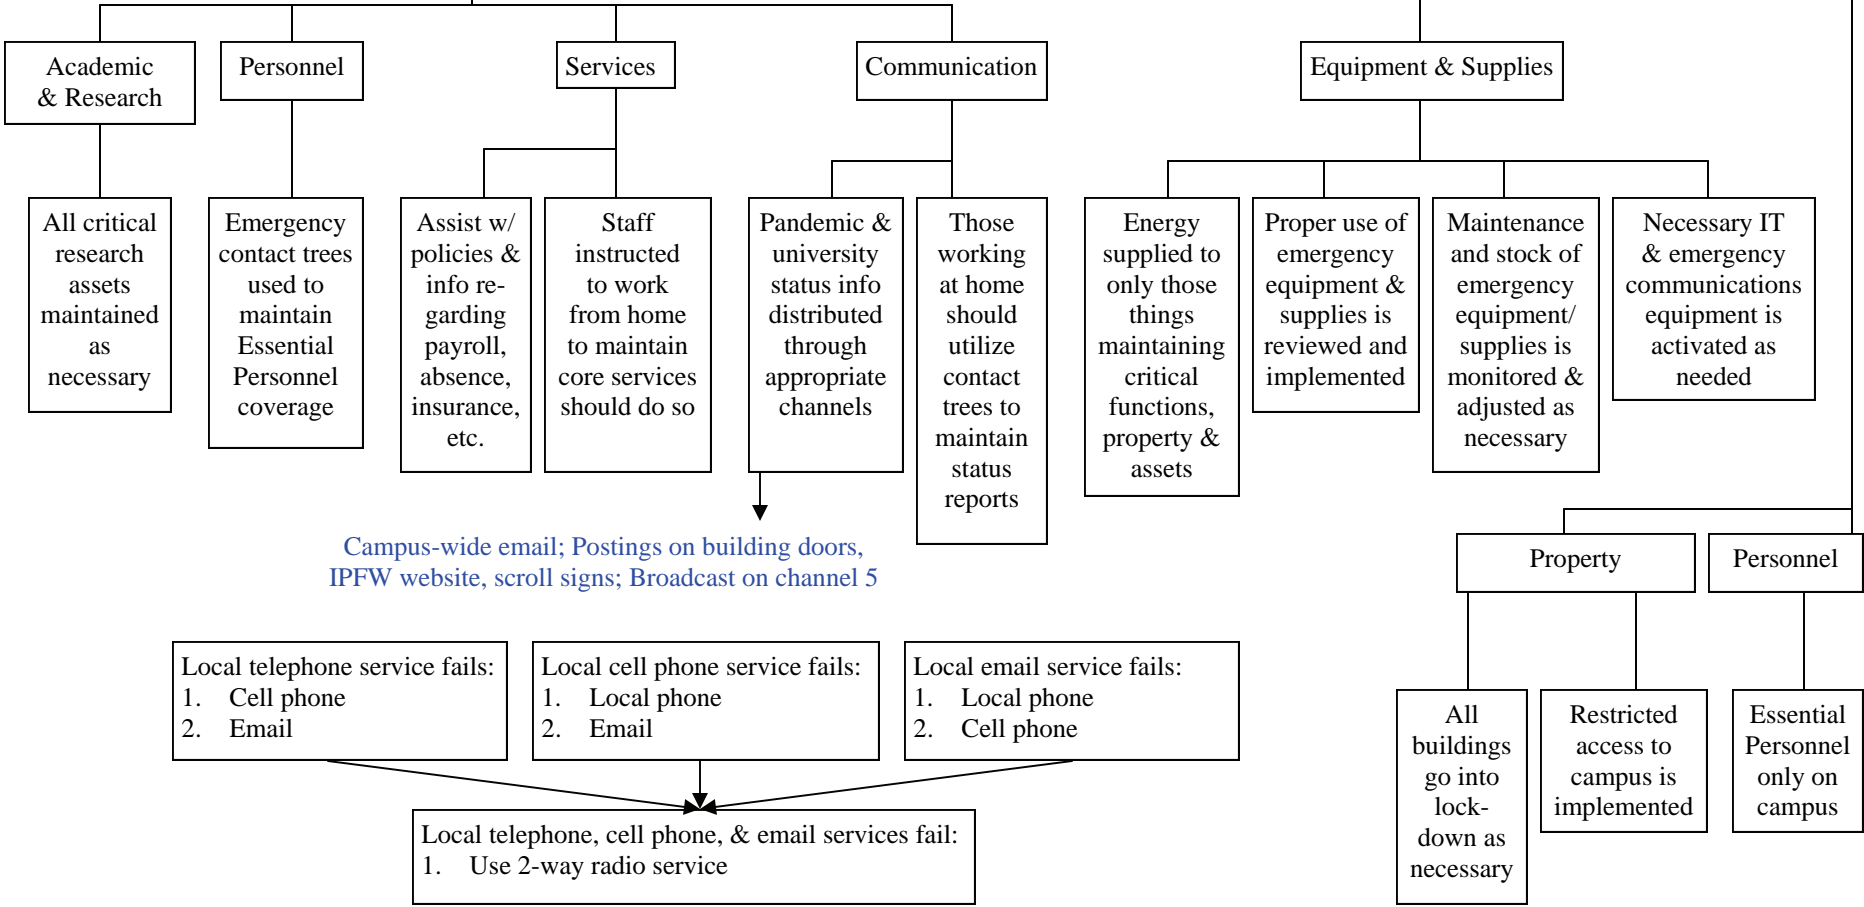 Academic
& Research
Personnel
Services
Communication
Equipment & Supplies
All critical
research
assets
maintained
as
necessary
Emergency
contact trees
used to
maintain
Essential
Personnel
coverage
Assist w/
policies &
info re-
garding
payroll,
absence,
insurance,
etc.
Staff
instructed
to work
from home
to maintain
core services
should do so
Pandemic &
university
status info
distributed
through
appropriate
channels
Those
working
at home
should
utilize
contact
trees to
maintain
status
reports
Energy
supplied to
only those
things
maintaining
critical
functions,
property &
assets
Proper use of
emergency
equipment &
supplies is
reviewed and
implemented
Maintenance
and stock of
emergency
equipment/
supplies is
monitored &
adjusted as
necessary
Necessary IT
& emergency
communications
equipment is
activated as
needed
Campus-wide email; Postings on building doors,
IPFW website, scroll signs; Broadcast on channel 5
Property
Personnel
Local telephone service fails:
1. Cell phone
2. Email
Local cell phone service fails:
1. Local phone
2. Email
Local email service fails:
1. Local phone
2. Cell phone
All
buildings
go into
lock-
down as
necessary
Restricted
access to
campus is
implemented
Essential
Personnel
only on
campus
Local telephone, cell phone, & email services fail:
1. Use 2-way radio service